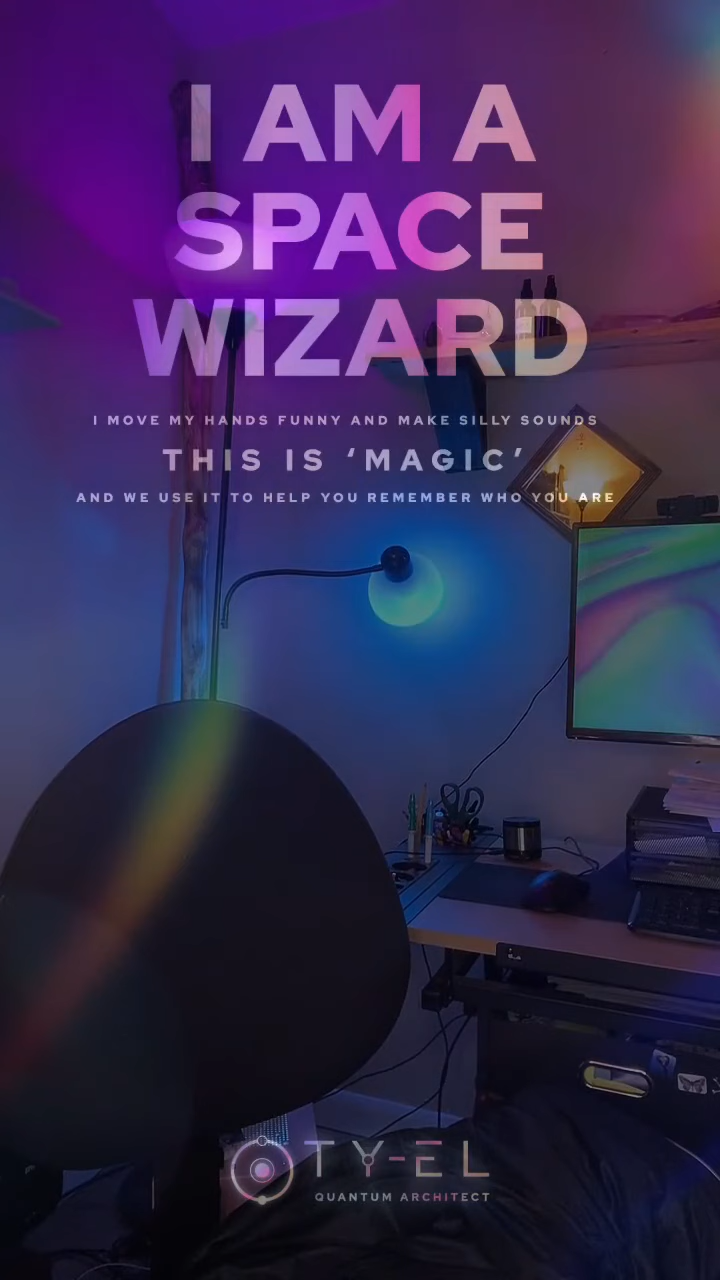 I AM A
SPACE
WIZARD
I MOVE MY HANDS FUNNY AND MAKE SILLY SOUNDS
THIS IS ‘MAGIC’
AND WE USE IT TO HELP YOU REMEMBER WHO YOU ARE
TY-EL
QUANTUM ARCHITECT